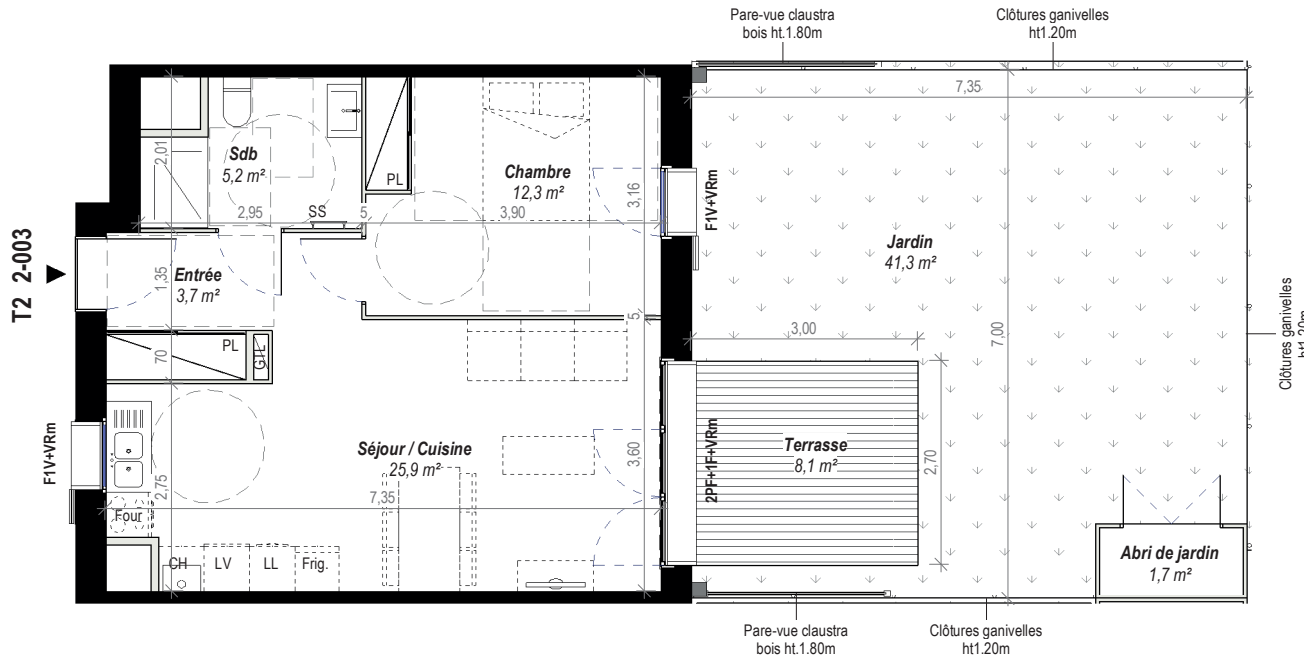 Pare-vue claustra
bois ht.1.80m
Clôtures ganivelles
ht1.20m
7,35
Sdb
5,2 m²
2,01
PL
Chambre
12,3 m²
3,16
F1V+VRm
2,95
SS
5
3,90
Jardin
41,3 m²
T2 2-003
Entrée
3,7 m²
1,35
5
3,00
7,00
Clôtures ganivelles
ht1.20m
PL
GTL
70
F1V+VRm
Séjour / Cuisine
25,9 m²
3,60
2PF+1F+VRm
Terrasse
8,1 m²
2,70
2,75
7,35
Four
CH
LV
LL
Frig.
Abri de jardin
1,7 m²
Pare-vue claustra
bois ht.1.80m
Clôtures ganivelles
ht1.20m